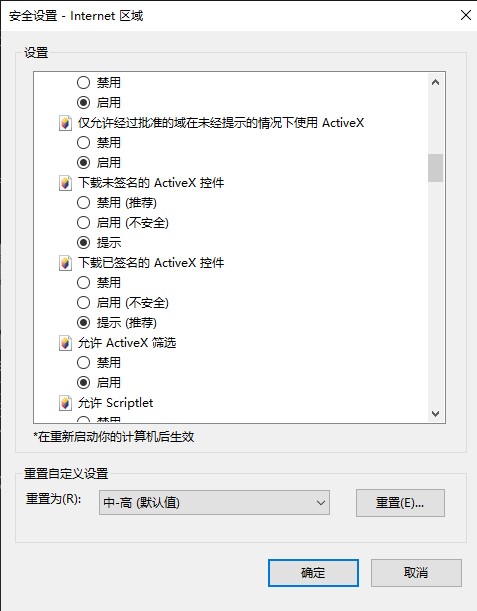 安全设置 - Internet 区域
设置
禁用
启用
仅允许经过批准的域在未经提示的情况下使用 ActiveX
禁用
启用
下载未签名的 ActiveX 控件
禁用 (推荐)
启用 (不安全)
提示
下载已签名的 ActiveX 控件
禁用
启用 (不安全)
提示 (推荐)
允许 ActiveX 筛选
禁用
启用
允许 Scriptlet
禁用
*在重新启动你的计算机后生效
重置自定义设置
重置为(R):
中-高 (默认值)
重置(E)...
确定
取消